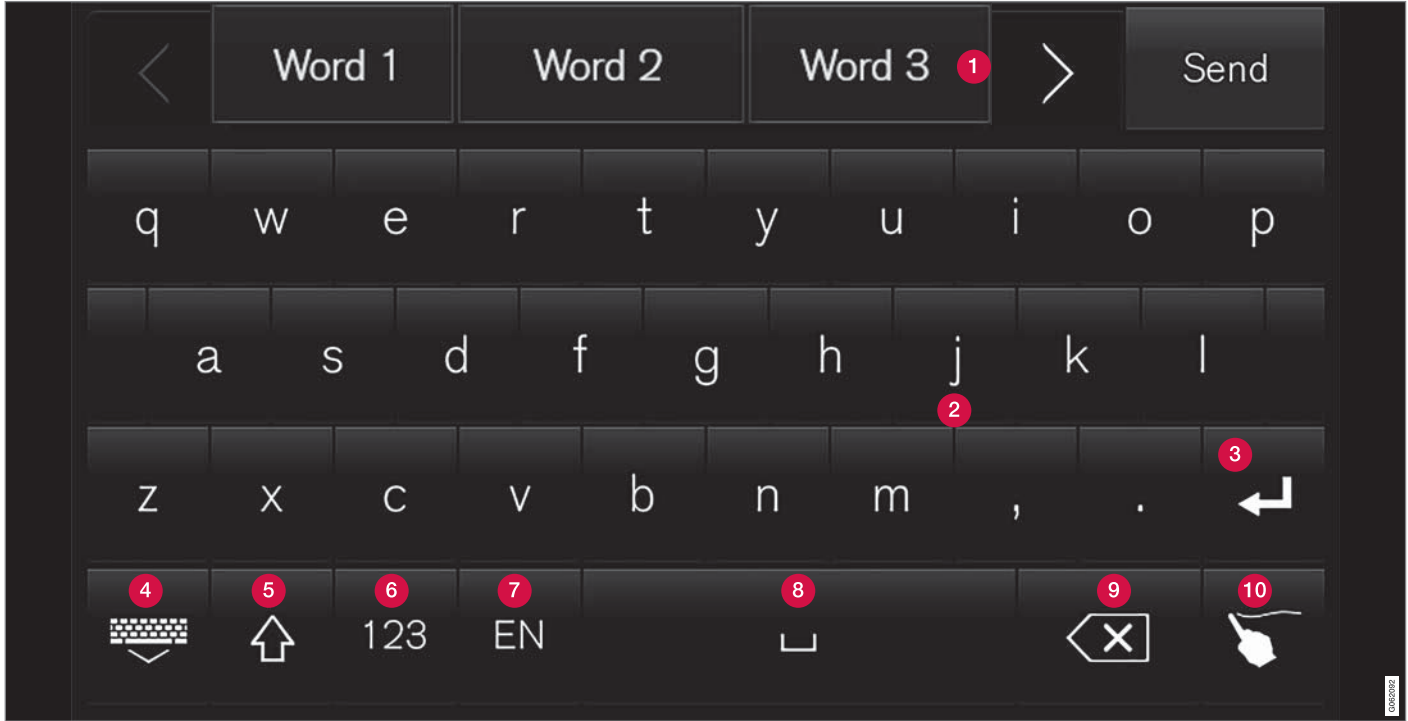 Word 1 Word 2 Word 3 1 Send
q w e r t y u i o p
a s d f g h j k l
2
3
z x c v b n m , .
4 5 6 7 8 9 10
123 EN
G062092